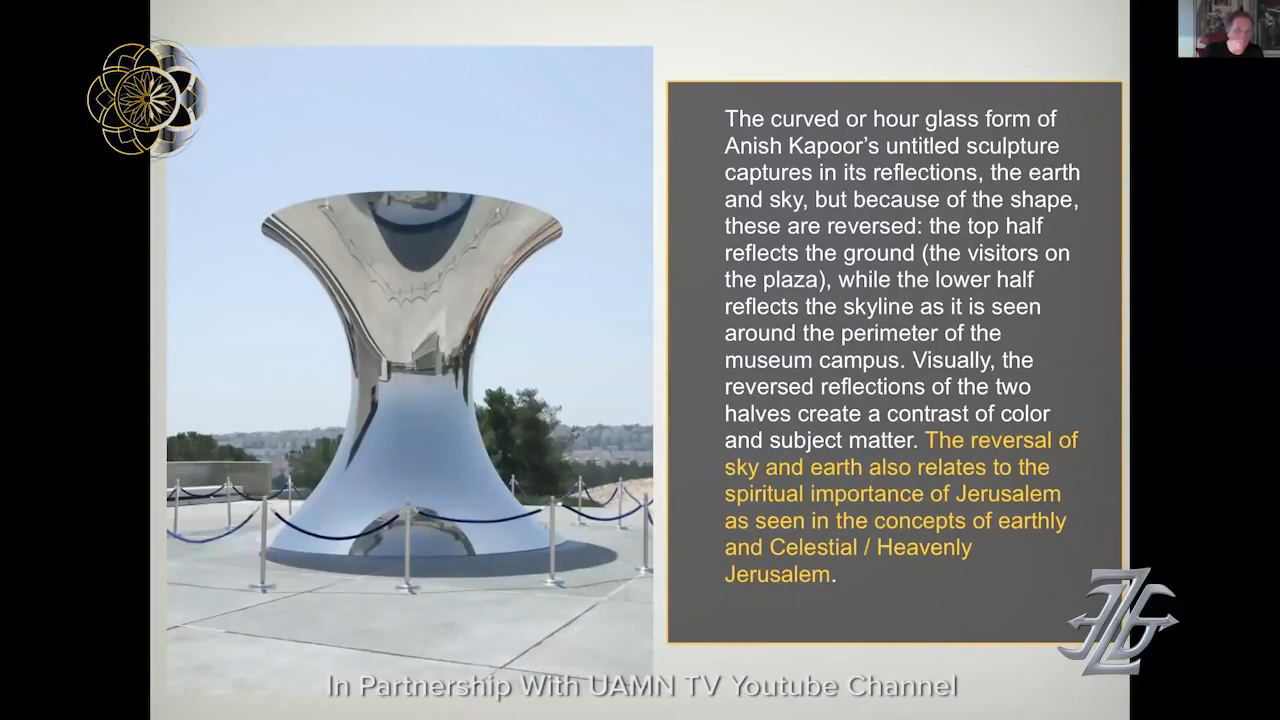 The curved or hour glass form of
Anish Kapoor's untitled sculpture
captures in its reflections, the earth
and sky, but because of the shape,
these are reversed: the top half
reflects the ground (the visitors on
the plaza), while the lower half
reflects the skyline as it is seen
around the perimeter of the
museum campus. Visually, the
reversed reflections of the two
halves create a contrast of color
and subject matter. The reversal of
sky and earth also relates to the
spiritual importance of Jerusalem
as seen in the concepts of earthly
and Celestial / Heavenly
Jerusalem.
In Partnership With UAMN TV Youtube Channel